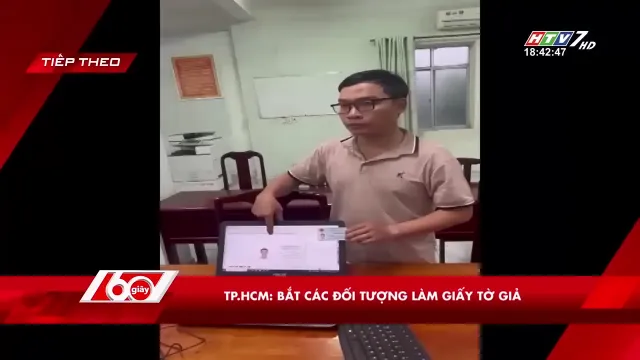 TIẾP THEO
HTV7 HD
18:42:47
60 giây
TP.HCM: BẮT CÁC ĐỐI TƯỢNG LÀM GIẤY TỜ GIẢ